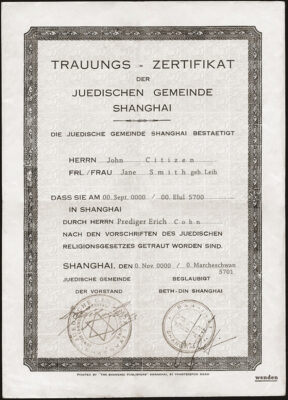 TRAUUNGS - ZERTIFIKAT
DER
JUEDISCHEN GEMEINDE
SHANGHAI
DIE JUEDISCHE GEMEINDE SHANGHAI BESTAETIGT
HERRN John Citizen
FRL./FRAU Jane Smith geb. Leih
DASS SIE AM 00. Sept. 0000 / 00. Elul 5700
IN SHANGHAI
DURCH HERRN Prediger Erich Cohn
NACH DEN VORSCHRIFTEN DES JUEDISCHEN
RELIGIONSGESETZES GETRAUT WORDEN SIND.
SHANGHAI, DEN 0. Nov. 0000 / 0. Marcheschwan
5701
JUEDISCHE GEMEINDE BEGLAUBIGT
DER VORSTAND BETH-DIN SHANGHAI
wenden